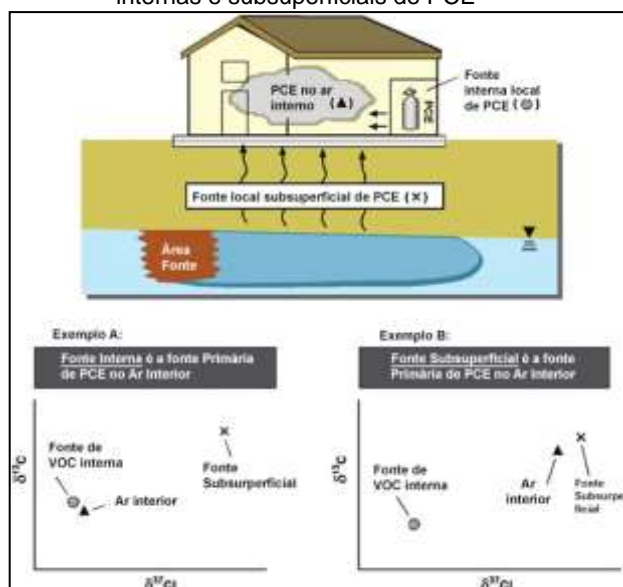 internas e subsuperficiais de PCE
PCE no ar
interno (▲)
PCE
Fonte
interna local
de PCE (◎)
Fonte local subsuperficial de PCE (×)
Área
Fonte
Exemplo A:
Fonte Interna é a fonte Primária
de PCE no Ar Interior
δ¹³C
Fonte de
VOC interna
Ar interior
Fonte
Subsurperficial
δ³⁷Cl
Exemplo B:
Fonte Subsuperficial é a fonte
Primária de PCE no Ar Interior
δ¹³C
Fonte de
VOC interna
Ar
interior
Fonte
Subsurpe
ficial
δ³⁷Cl